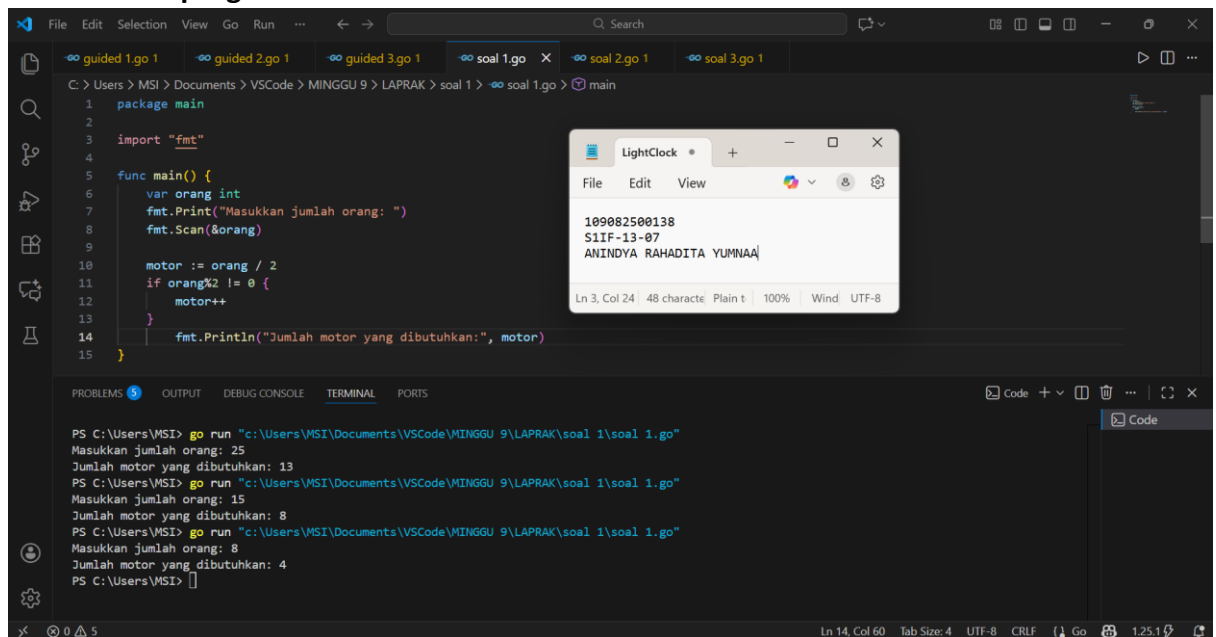 File Edit Selection View Go Run ... Search
guided 1.go 1 guided 2.go 1 guided 3.go 1 soal 1.go soal 2.go 1 soal 3.go 1
C: > Users > MSI > Documents > VSCode > MINGGU 9 > LAPRAK > soal 1 > soal 1.go > main
1 package main
2
3 import "fmt"
4
5 func main() {
6 var orang int
7 fmt.Print("Masukkan jumlah orang: ")
8 fmt.Scan(&orang)
9
10 motor := orang / 2
11 if orang%2 != 0 {
12 motor++
13 }
14 fmt.Println("Jumlah motor yang dibutuhkan:", motor)
15 }
LightClock
File Edit View
109082500138
S1IF-13-07
ANINDYA RAHADITA YUMNAA
Ln 3, Col 24 48 characte Plain t 100% Wind UTF-8
PROBLEMS 5 OUTPUT DEBUG CONSOLE TERMINAL PORTS
Code
Code
PS C:\Users\MSI> go run "c:\Users\MSI\Documents\VSCode\MINGGU 9\LAPRAK\soal 1\soal 1.go"
Masukkan jumlah orang: 25
Jumlah motor yang dibutuhkan: 13
PS C:\Users\MSI> go run "c:\Users\MSI\Documents\VSCode\MINGGU 9\LAPRAK\soal 1\soal 1.go"
Masukkan jumlah orang: 15
Jumlah motor yang dibutuhkan: 8
PS C:\Users\MSI> go run "c:\Users\MSI\Documents\VSCode\MINGGU 9\LAPRAK\soal 1\soal 1.go"
Masukkan jumlah orang: 8
Jumlah motor yang dibutuhkan: 4
PS C:\Users\MSI>
0 5 Ln 14, Col 60 Tab Size: 4 UTF-8 CRLF Go 1.25.1